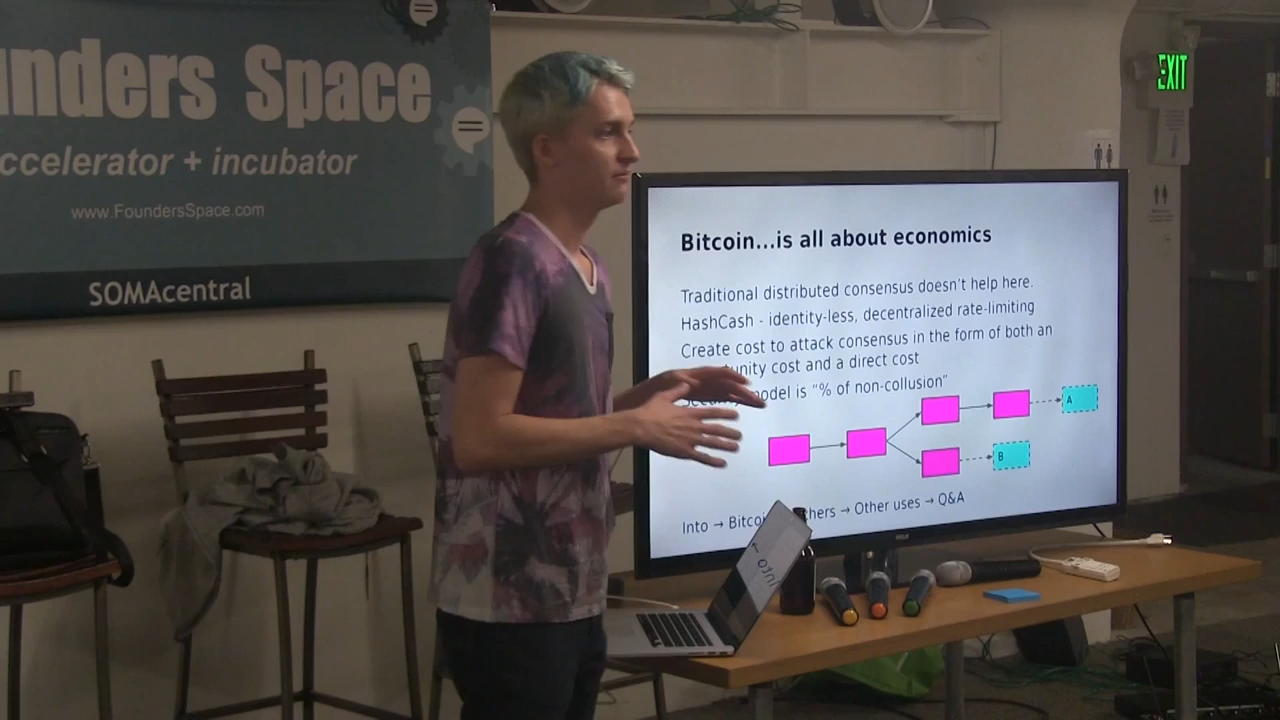 nders Space
ccelerator + incubator
www.FoundersSpace.com
SOMAcentral
EXIT
Bitcoin...is all about economics
Traditional distributed consensus doesn't help here.
HashCash - identity-less, decentralized rate-limiting
Create cost to attack consensus in the form of both an
unity cost and a direct cost
odel is "% of non-collusion"
A
B
Into → Bitcoi hers → Other uses → Q&A